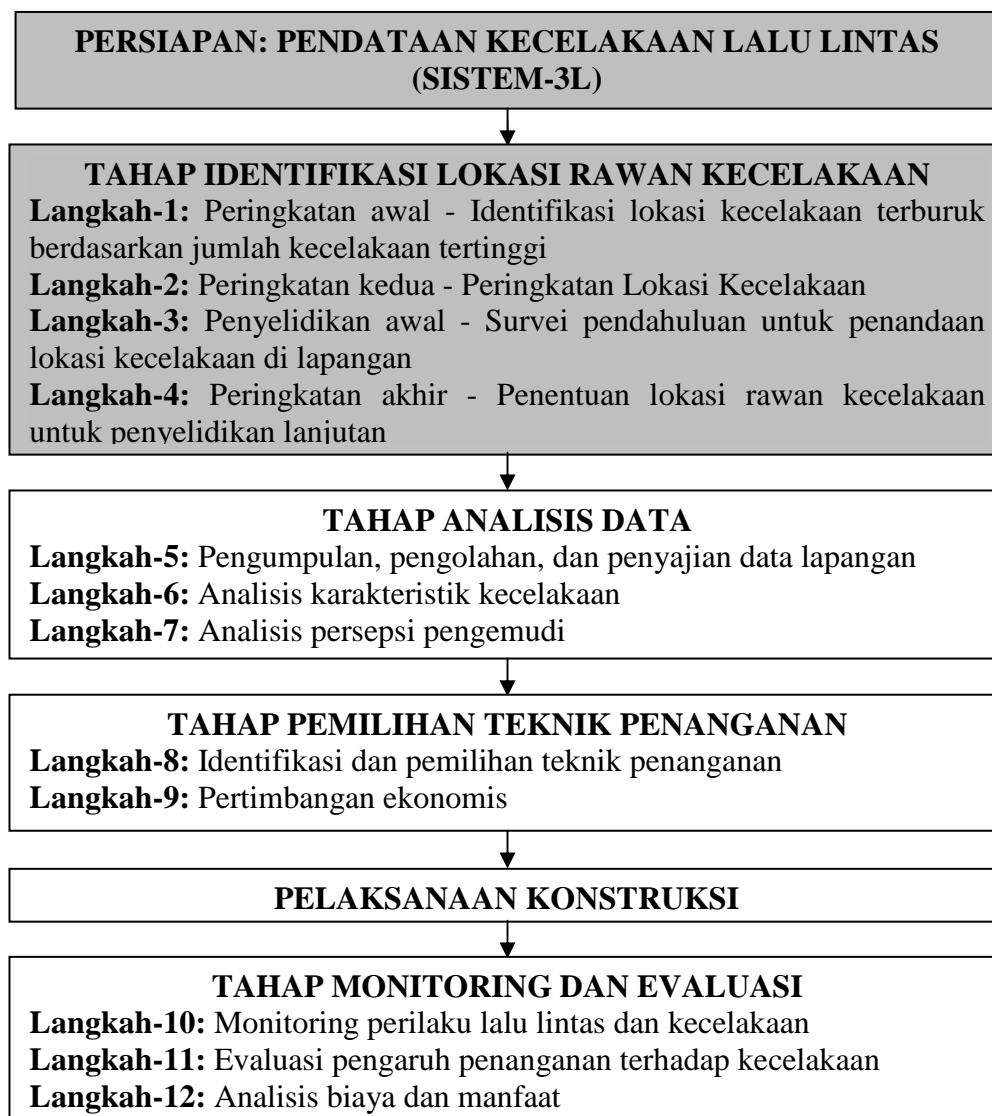 PERSIAPAN: PENDATAAN KECELAKAAN LALU LINTAS
(SISTEM-3L)
TAHAP IDENTIFIKASI LOKASI RAWAN KECELAKAAN
Langkah-1: Peringkatan awal - Identifikasi lokasi kecelakaan terburuk
berdasarkan jumlah kecelakaan tertinggi
Langkah-2: Peringkatan kedua - Peringkatan Lokasi Kecelakaan
Langkah-3: Penyelidikan awal - Survei pendahuluan untuk penandaan
lokasi kecelakaan di lapangan
Langkah-4: Peringkatan akhir - Penentuan lokasi rawan kecelakaan
untuk penyelidikan lanjutan
TAHAP ANALISIS DATA
Langkah-5: Pengumpulan, pengolahan, dan penyajian data lapangan
Langkah-6: Analisis karakteristik kecelakaan
Langkah-7: Analisis persepsi pengemudi
TAHAP PEMILIHAN TEKNIK PENANGANAN
Langkah-8: Identifikasi dan pemilihan teknik penanganan
Langkah-9: Pertimbangan ekonomis
PELAKSANAAN KONSTRUKSI
TAHAP MONITORING DAN EVALUASI
Langkah-10: Monitoring perilaku lalu lintas dan kecelakaan
Langkah-11: Evaluasi pengaruh penanganan terhadap kecelakaan
Langkah-12: Analisis biaya dan manfaat